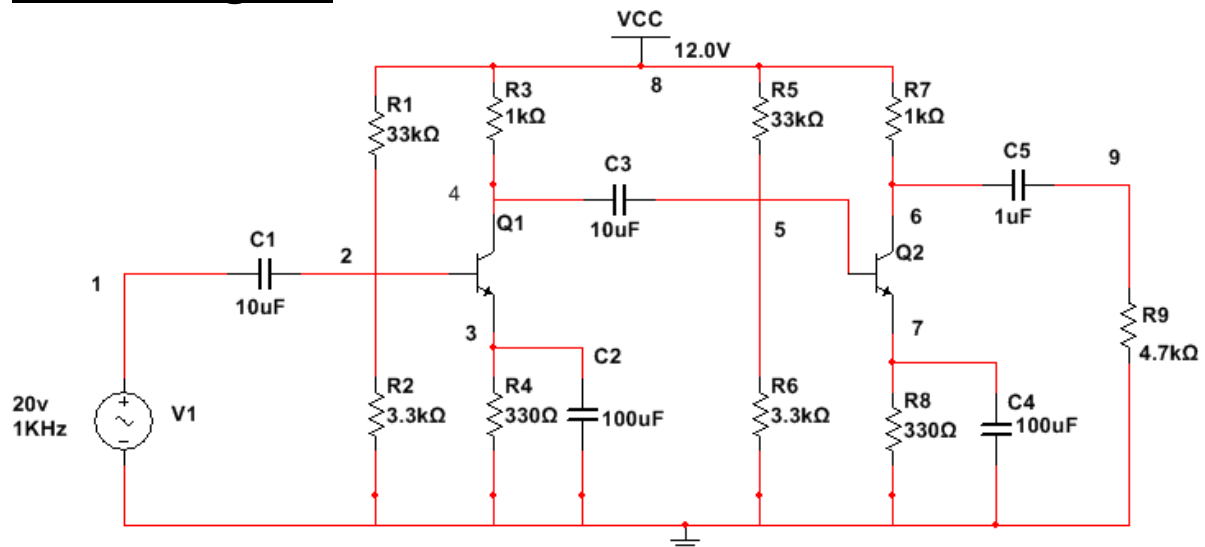 VCC
12.0V
8
R1
33kΩ
R3
1kΩ
R5
33kΩ
R7
1kΩ
4
C3
10uF
C5
1uF
9
Q1
5
6
Q2
C1
10uF
1
2
3
7
C2
100uF
R2
3.3kΩ
R4
330Ω
R6
3.3kΩ
R8
330Ω
C4
100uF
R9
4.7kΩ
20v
1KHz
V1